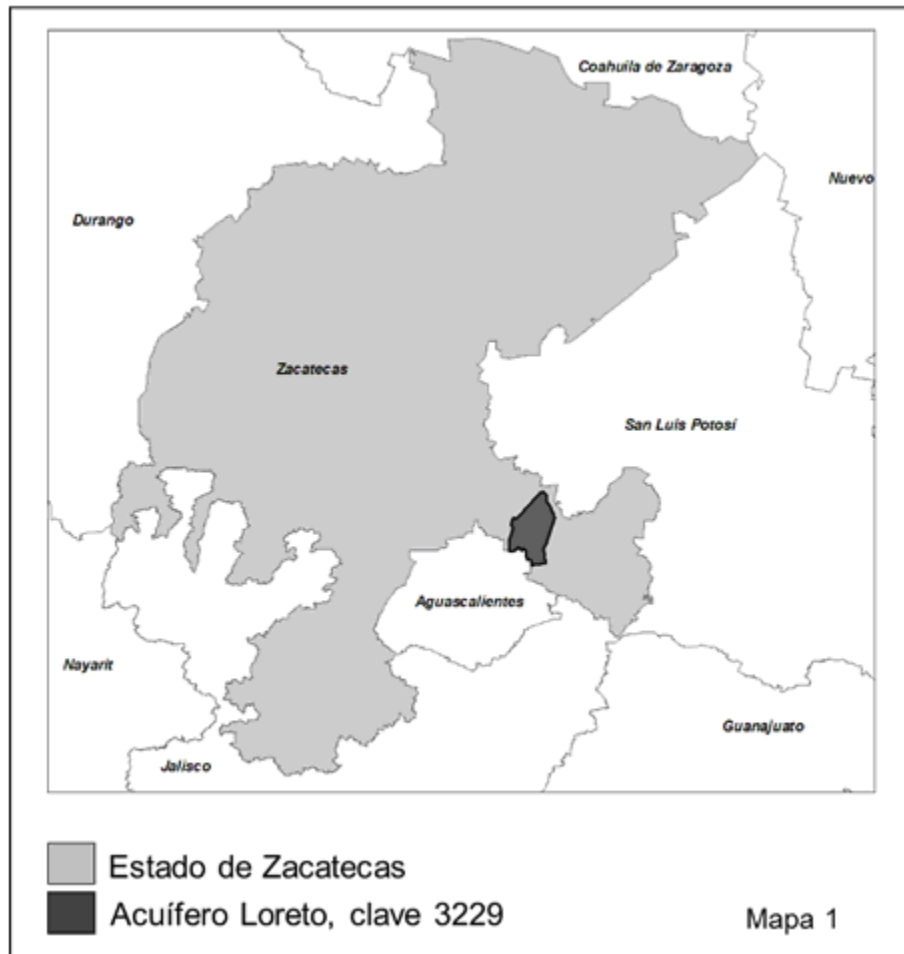 Coahuila de Zaragoza
Nuevo
Durango
Zacatecas
San Luis Potosí
Aguascalientes
Nayarit
Guanajuato
Jalisco
Estado de Zacatecas
Acuífero Loreto, clave 3229
Mapa 1